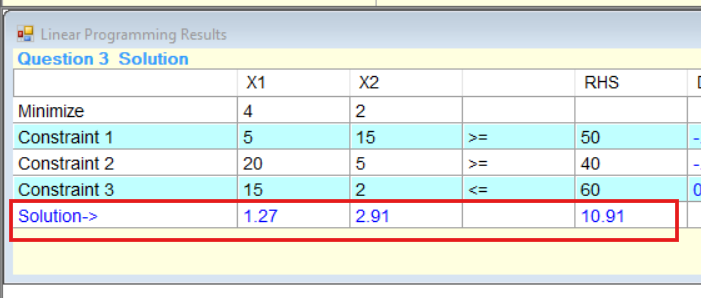 Linear Programming Results
Question 3 Solution
X1 X2 RHS D
Minimize 4 2
Constraint 1 5 15 >= 50 -
Constraint 2 20 5 >= 40 -
Constraint 3 15 2 <= 60 0
Solution-> 1.27 2.91 10.91